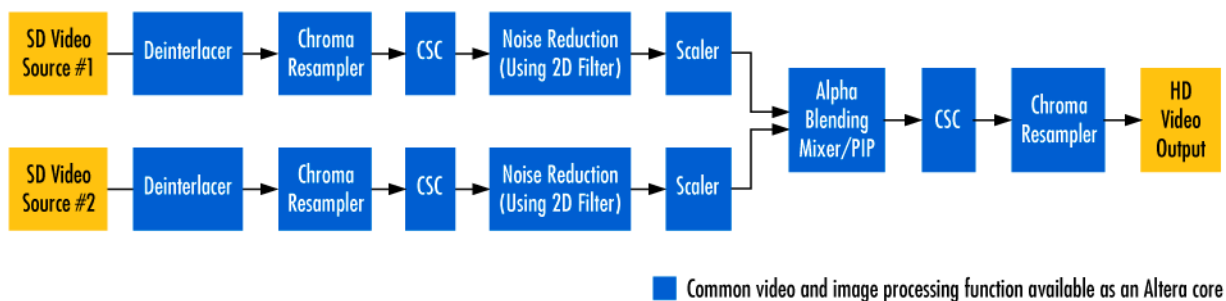 SD Video
Source #1
Deinterlacer
Chroma
Resampler
CSC
Noise Reduction
(Using 2D Filter)
Scaler
SD Video
Source #2
Deinterlacer
Chroma
Resampler
CSC
Noise Reduction
(Using 2D Filter)
Scaler
Alpha
Blending
Mixer/PIP
CSC
Chroma
Resampler
HD
Video
Output
Common video and image processing function available as an Altera core